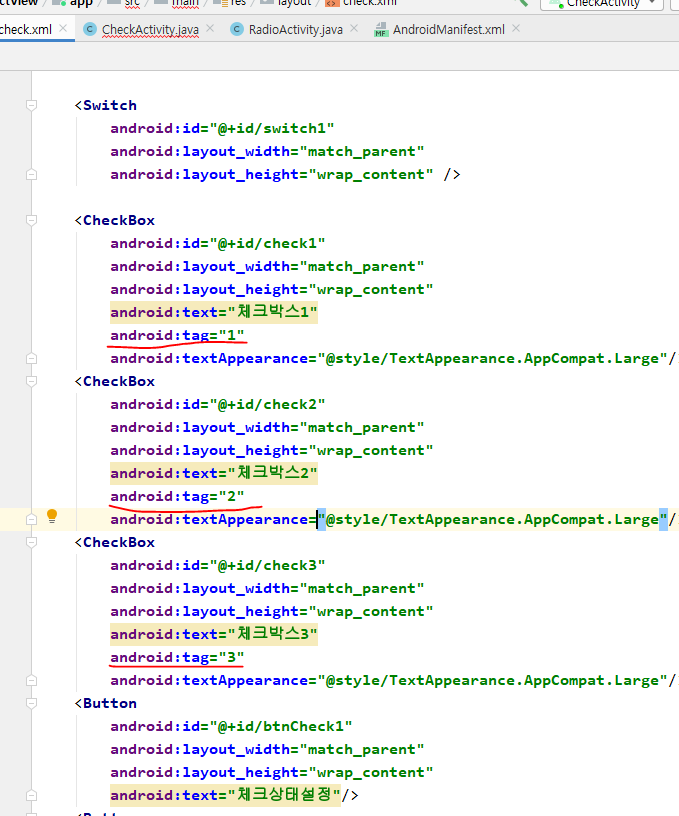 app src main res layout check.xml CheckActivity
check.xml CheckActivity.java RadioActivity.java AndroidManifest.xml
<Switch
android:id="@+id/switch1"
android:layout_width="match_parent"
android:layout_height="wrap_content" />
<CheckBox
android:id="@+id/check1"
android:layout_width="match_parent"
android:layout_height="wrap_content"
android:text="체크박스1"
android:tag="1"
android:textAppearance="@style/TextAppearance.AppCompat.Large"/
<CheckBox
android:id="@+id/check2"
android:layout_width="match_parent"
android:layout_height="wrap_content"
android:text="체크박스2"
android:tag="2"
android:textAppearance="@style/TextAppearance.AppCompat.Large"/
<CheckBox
android:id="@+id/check3"
android:layout_width="match_parent"
android:layout_height="wrap_content"
android:text="체크박스3"
android:tag="3"
android:textAppearance="@style/TextAppearance.AppCompat.Large"/
<Button
android:id="@+id/btnCheck1"
android:layout_width="match_parent"
android:layout_height="wrap_content"
android:text="체크상태설정"/>